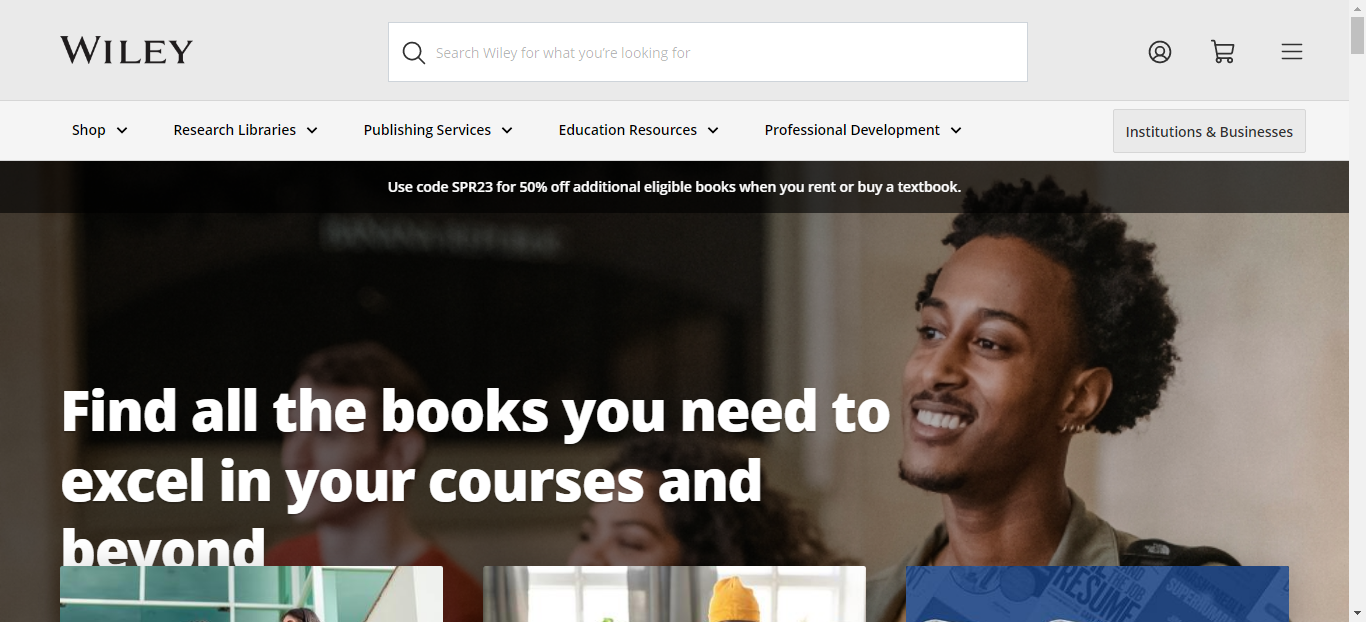 WILEY
Search Wiley for what you're looking for
Shop
Research Libraries
Publishing Services
Education Resources
Professional Development
Institutions & Businesses
Use code SPR23 for 50% off additional eligible books when you rent or buy a textbook.
Find all the books you need to
excel in your courses and
beyond
RESUME